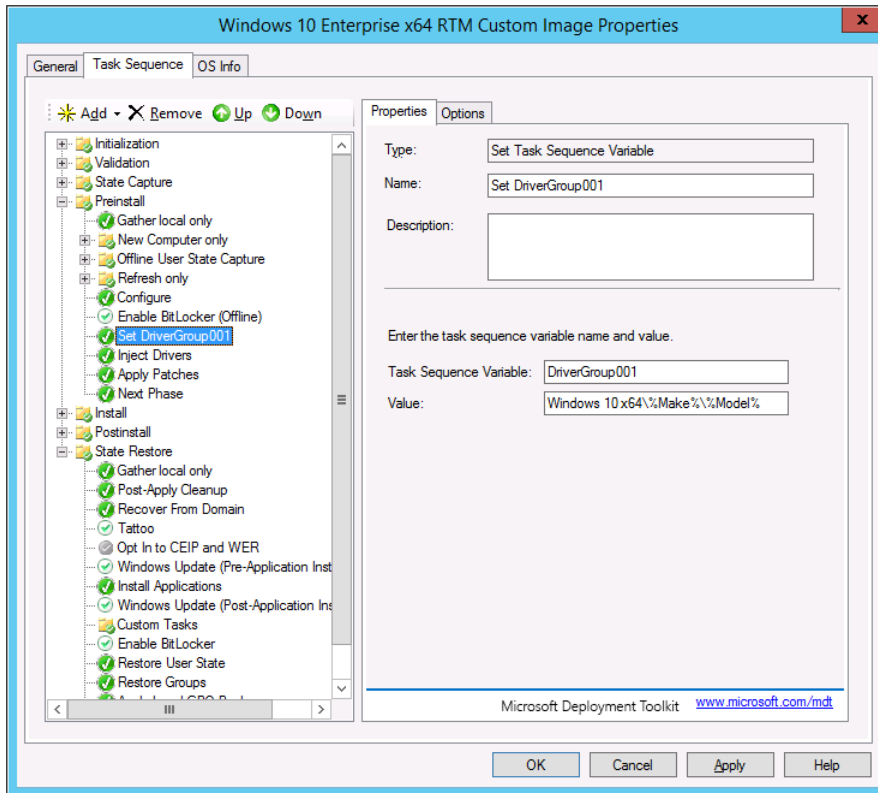 Windows 10 Enterprise x64 RTM Custom Image Properties
x
General
Task Sequence
OS Info
Add
Remove
Up
Down
Initialization
Validation
State Capture
Preinstall
Gather local only
New Computer only
Offline User State Capture
Refresh only
Configure
Enable BitLocker (Offline)
Set DriverGroup001
Inject Drivers
Apply Patches
Next Phase
Install
Postinstall
State Restore
Gather local only
Post-Apply Cleanup
Recover From Domain
Tattoo
Opt In to CEIP and WER
Windows Update (Pre-Application Inst
Install Applications
Windows Update (Post-Application Ins
Custom Tasks
Enable BitLocker
Restore User State
Restore Groups
Properties
Options
Type:
Set Task Sequence Variable
Name:
Set DriverGroup001
Description:
Enter the task sequence variable name and value.
Task Sequence Variable:
DriverGroup001
Value:
Windows 10 x64\%Make%\%Model%
Microsoft Deployment Toolkit
www.microsoft.com/mdt
OK
Cancel
Apply
Help